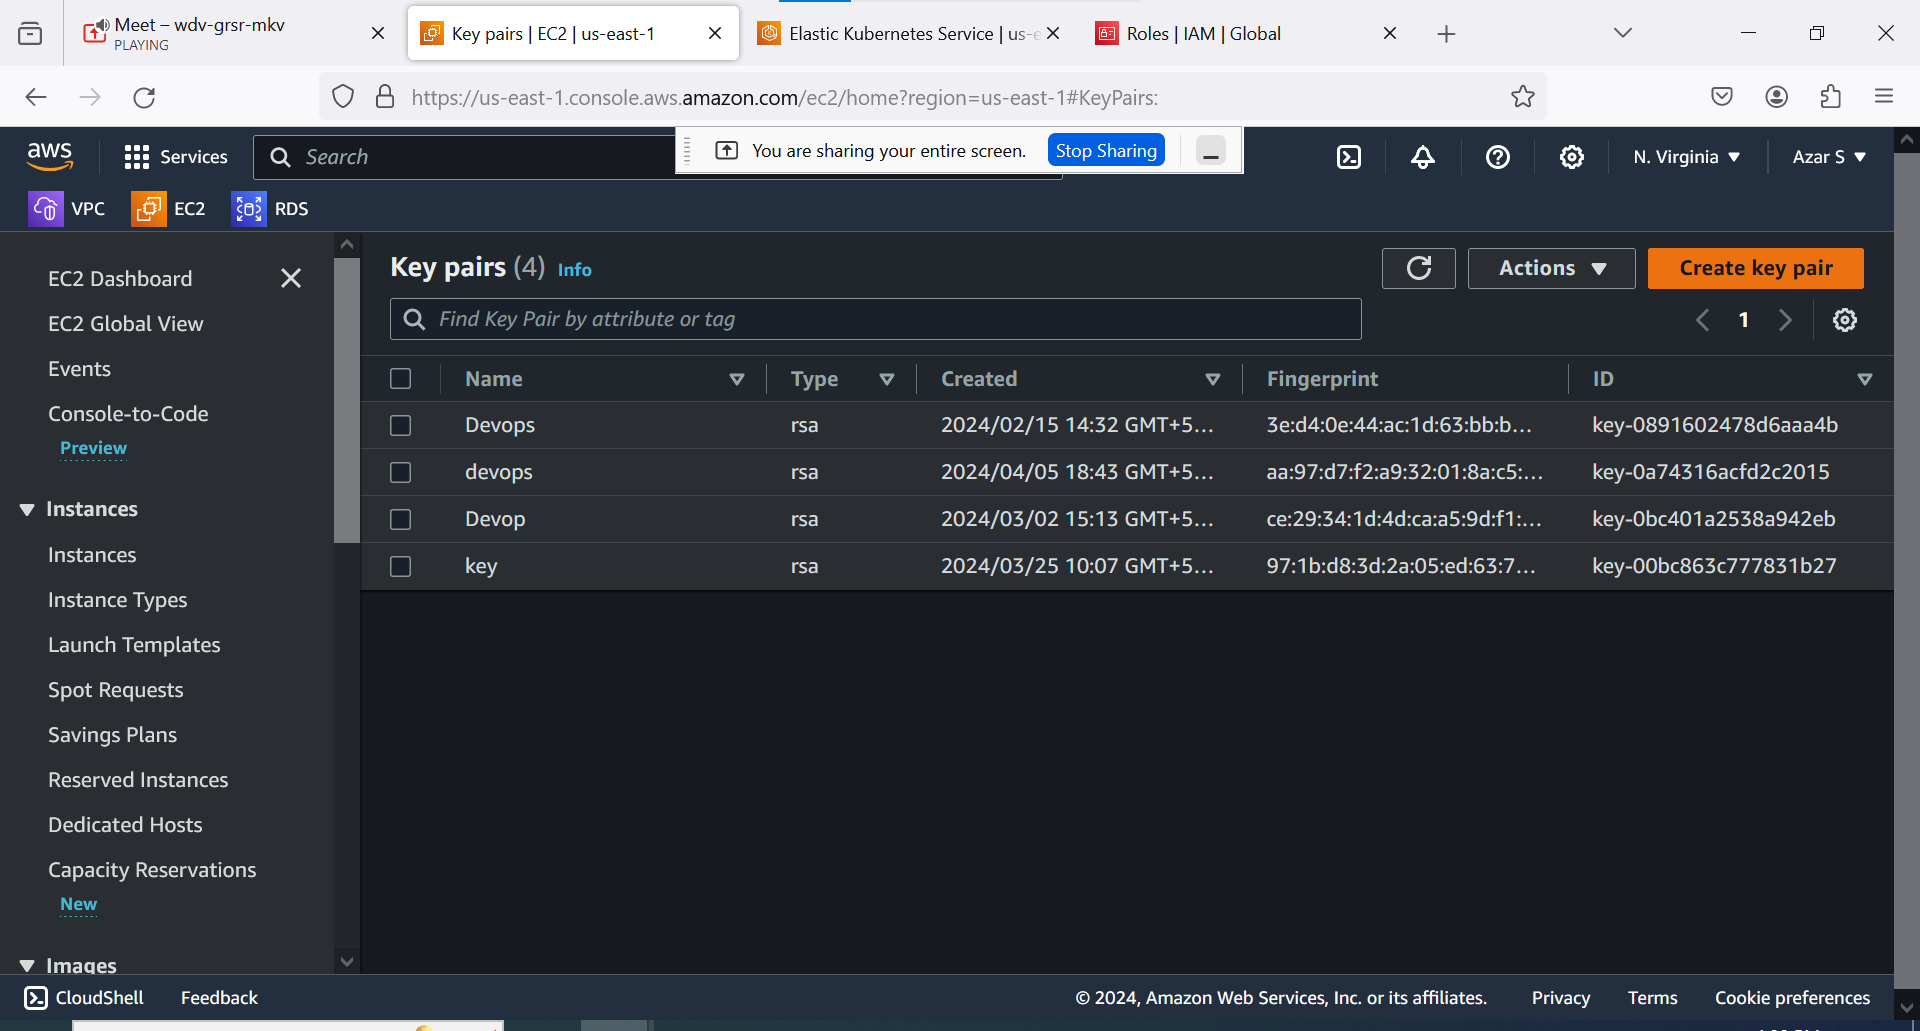 Meet – wdv-grsr-mkv
PLAYING
Key pairs | EC2 | us-east-1
Elastic Kubernetes Service | us-e
Roles | IAM | Global
https://us-east-1.console.aws.amazon.com/ec2/home?region=us-east-1#KeyPairs:
aws
Services
Search
You are sharing your entire screen.
Stop Sharing
N. Virginia
Azar S
VPC
EC2
RDS
EC2 Dashboard
EC2 Global View
Events
Console-to-Code
Preview
Instances
Instances
Instance Types
Launch Templates
Spot Requests
Savings Plans
Reserved Instances
Dedicated Hosts
Capacity Reservations
New
Images
Key pairs (4) Info
Actions
Create key pair
Find Key Pair by attribute or tag
1
Name Type Created Fingerprint ID
Devops rsa 2024/02/15 14:32 GMT+5... 3e:d4:0e:44:ac:1d:63:bb:b... key-0891602478d6aaa4b
devops rsa 2024/04/05 18:43 GMT+5... aa:97:d7:f2:a9:32:01:8a:c5:... key-0a74316acfd2c2015
Devop rsa 2024/03/02 15:13 GMT+5... ce:29:34:1d:4d:ca:a5:9d:f1:... key-0bc401a2538a942eb
key rsa 2024/03/25 10:07 GMT+5... 97:1b:d8:3d:2a:05:ed:63:7... key-00bc863c777831b27
CloudShell
Feedback
© 2024, Amazon Web Services, Inc. or its affiliates.
Privacy
Terms
Cookie preferences